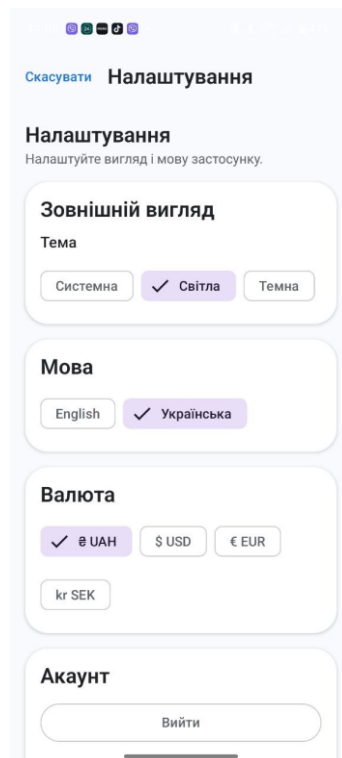 Скасувати Налаштування
Налаштування
Налаштуйте вигляд і мову застосунку.
Зовнішній вигляд
Тема
Системна Світла Темна
Мова
English Українська
Валюта
₴ UAH $ USD € EUR
kr SEK
Акаунт
Вийти